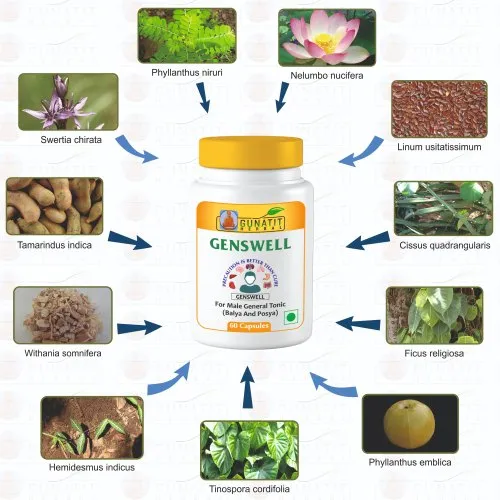 Phyllanthus niruri
Nelumbo nucifera
Swertia chirata
Linum usitatissimum
Tamarindus indica
Cissus quadrangularis
GUNATIT
HERBAL
GENSWELL
PRECAUTION IS BETTER THAN CURE
GENSWELL
For Male General Tonic
(Balya And Posya)
60 Capsules
Withania somnifera
Ficus religiosa
Hemidesmus indicus
Phyllanthus emblica
Tinospora cordifolia